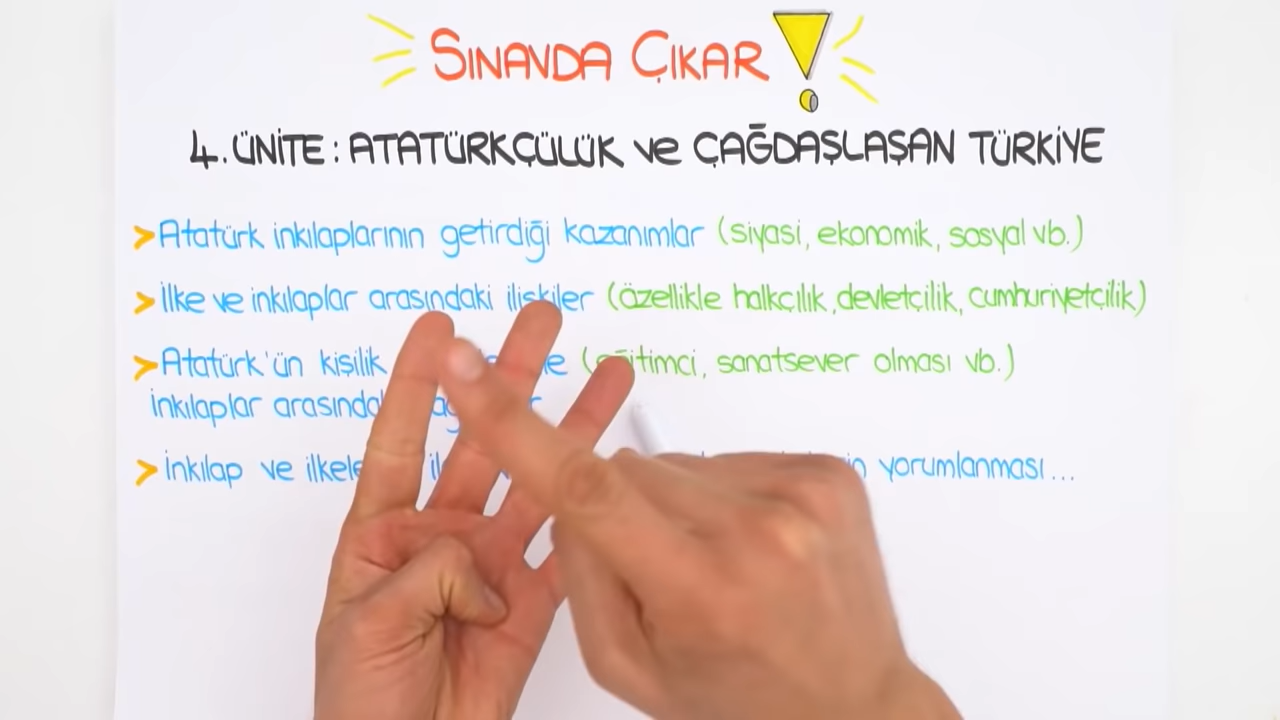 SINAVDA ÇIKAR !
4. ÜNİTE : ATATÜRKÇÜLÜK ve ÇAĞDAŞLAŞAN TÜRKİYE
> Atatürk inkılaplarının getirdiği kazanımlar (siyasi, ekonomik, sosyal vb.)
> İlke ve inkılaplar arasındaki ilişkiler (özellikle halkçılık, devletçilik, cumhuriyetçilik)
> Atatürk'ün kişilik (eğitimci, sanatsever olması vb.)
inkılaplar
> İnkılap ve yorumlanması...